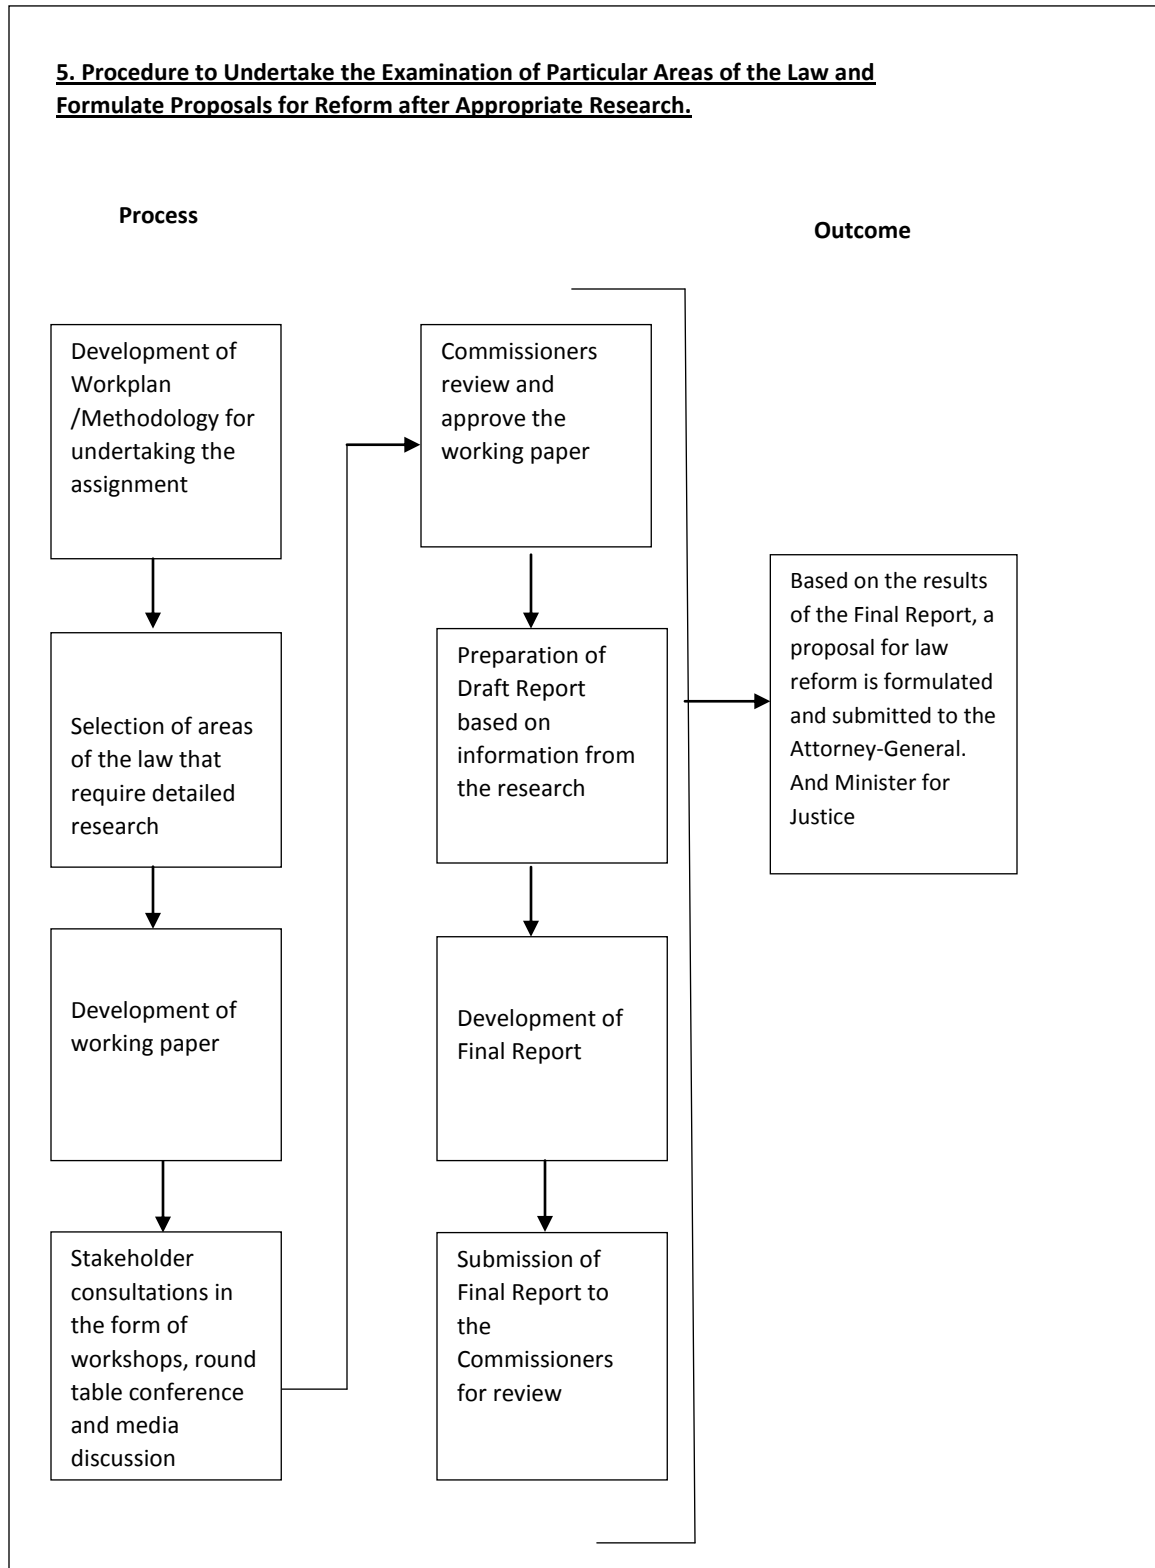 5. Procedure to Undertake the Examination of Particular Areas of the Law and
Formulate Proposals for Reform after Appropriate Research.
Process
Outcome
Development of
Workplan
/Methodology for
undertaking the
assignment
Selection of areas
of the law that
require detailed
research
Development of
working paper
Stakeholder
consultations in
the form of
workshops, round
table conference
and media
discussion
Commissioners
review and
approve the
working paper
Preparation of
Draft Report
based on
information from
the research
Development of
Final Report
Submission of
Final Report to
the
Commissioners
for review
Based on the results
of the Final Report, a
proposal for law
reform is formulated
and submitted to the
Attorney-General.
And Minister for
Justice